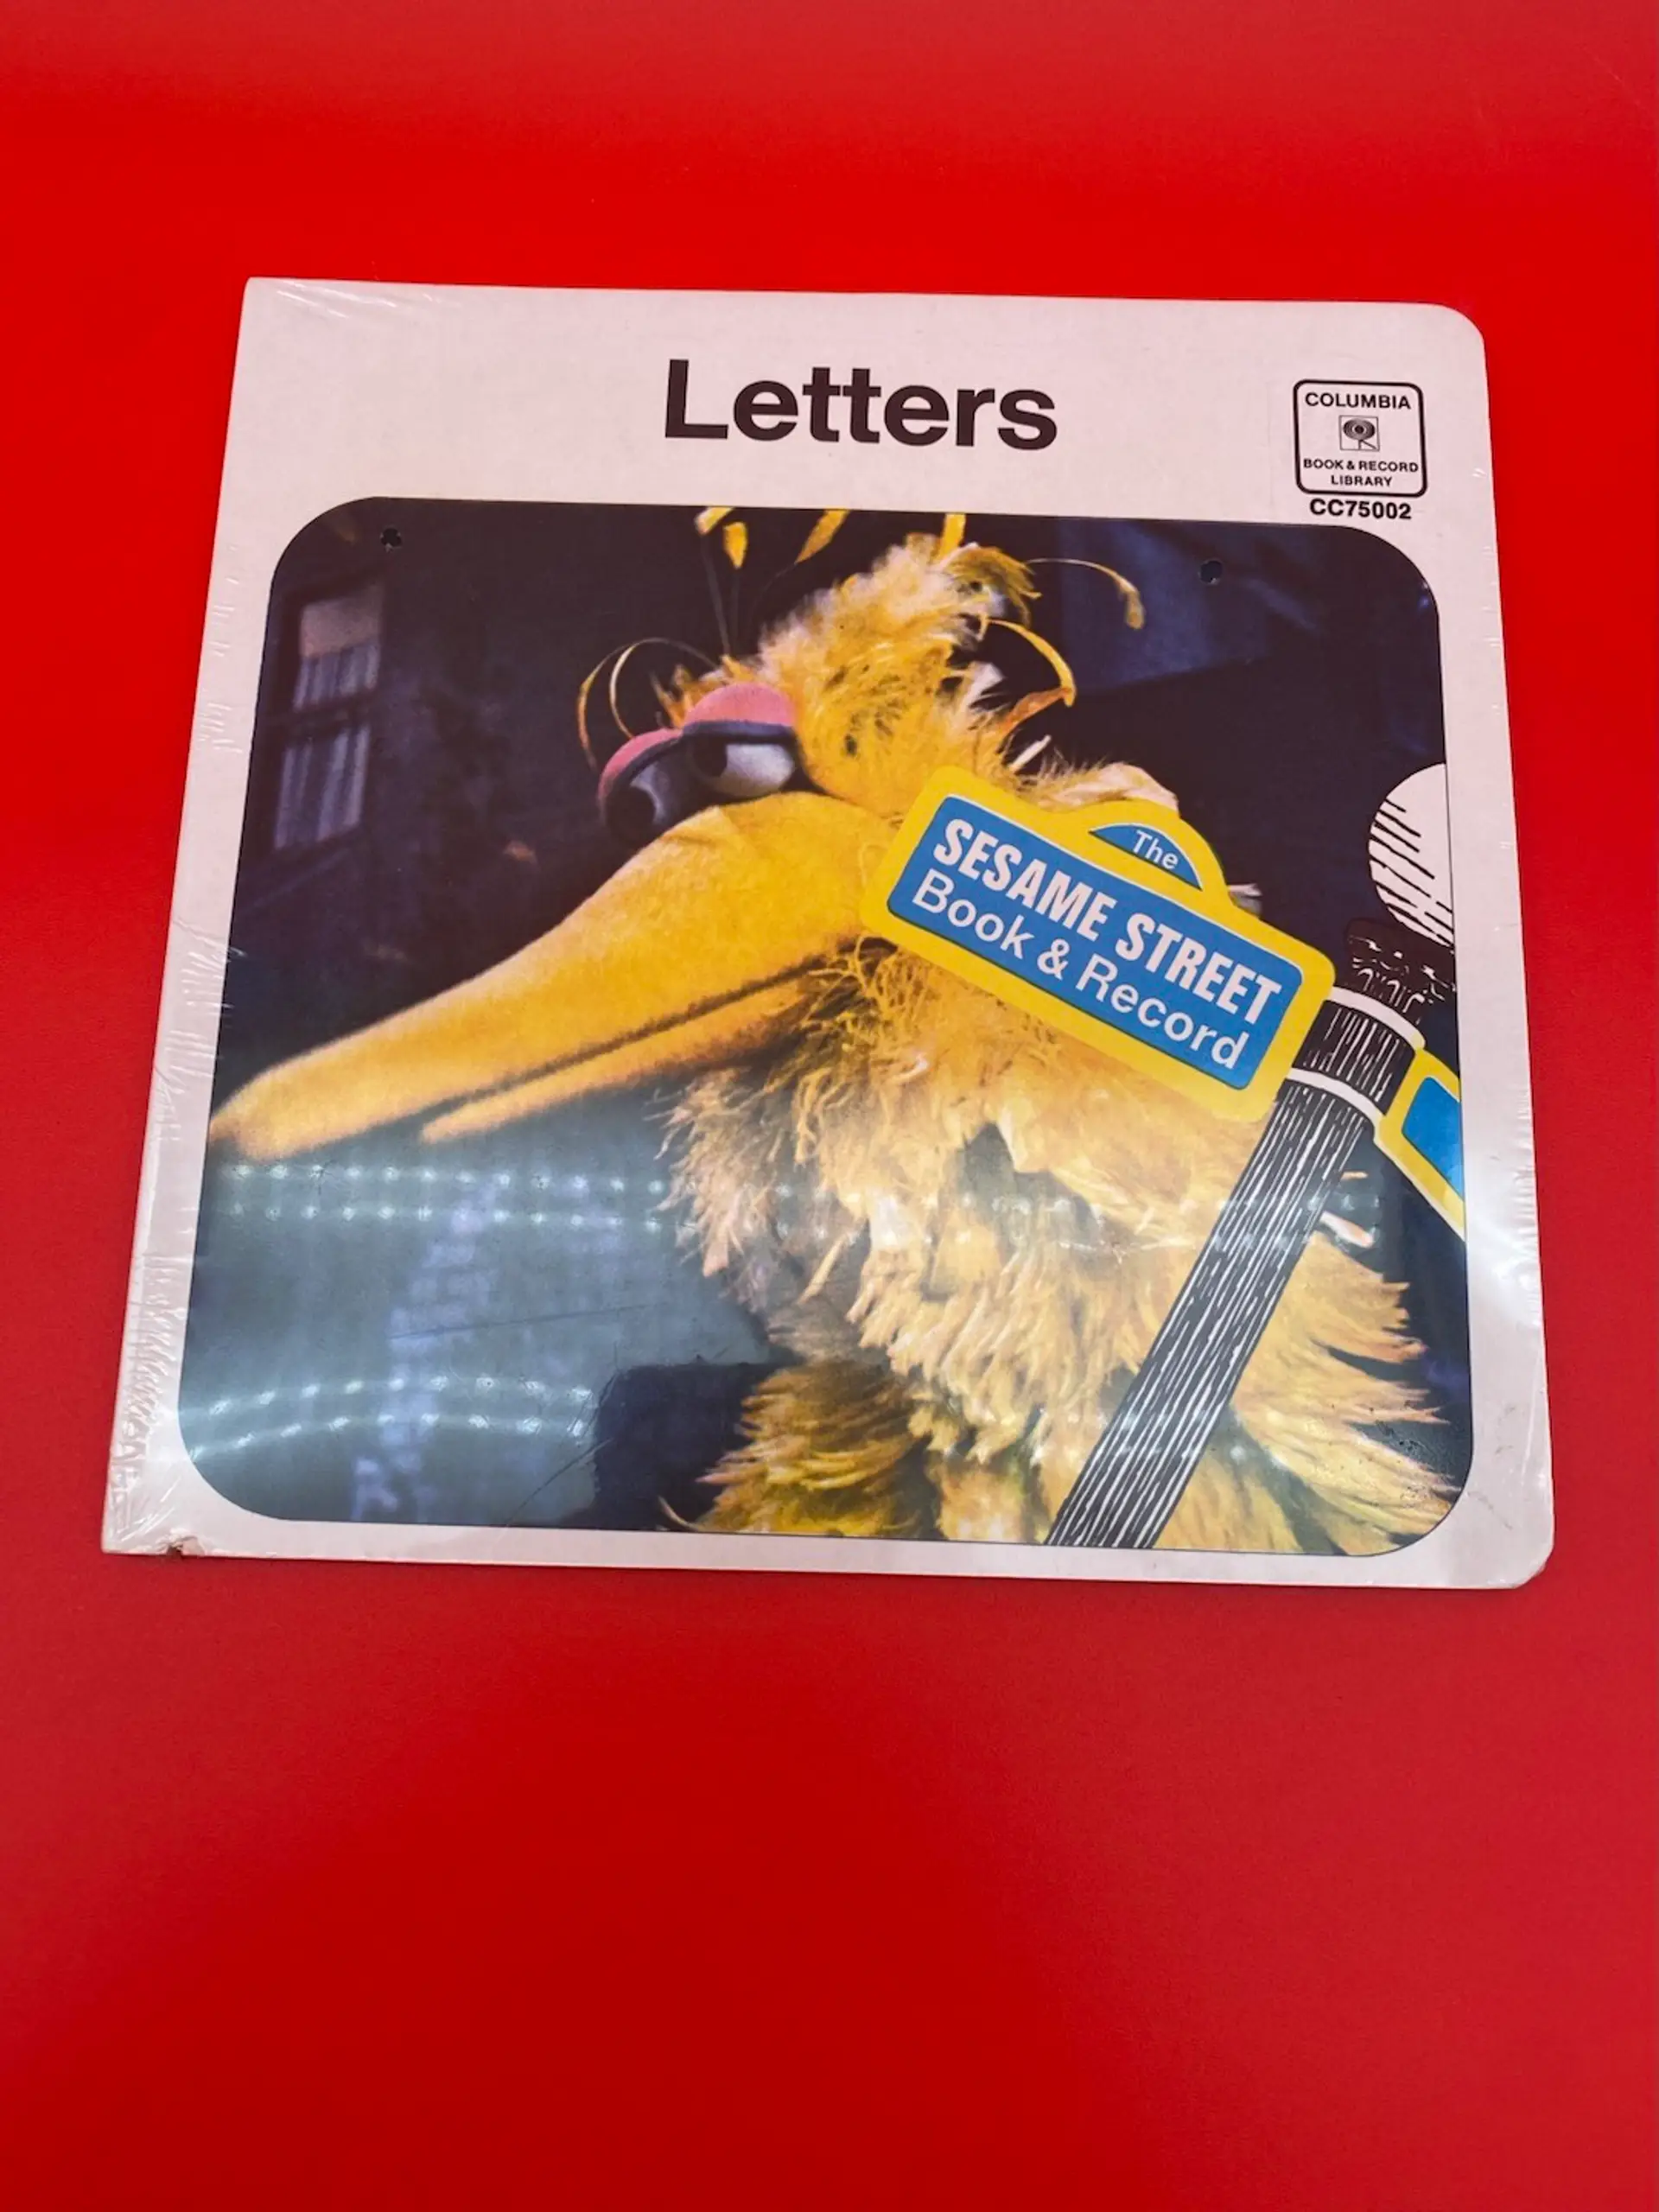 Letters
COLUMBIA
BOOK & RECORD
LIBRARY
CC75002
The
SESAME STREET
Book & Record